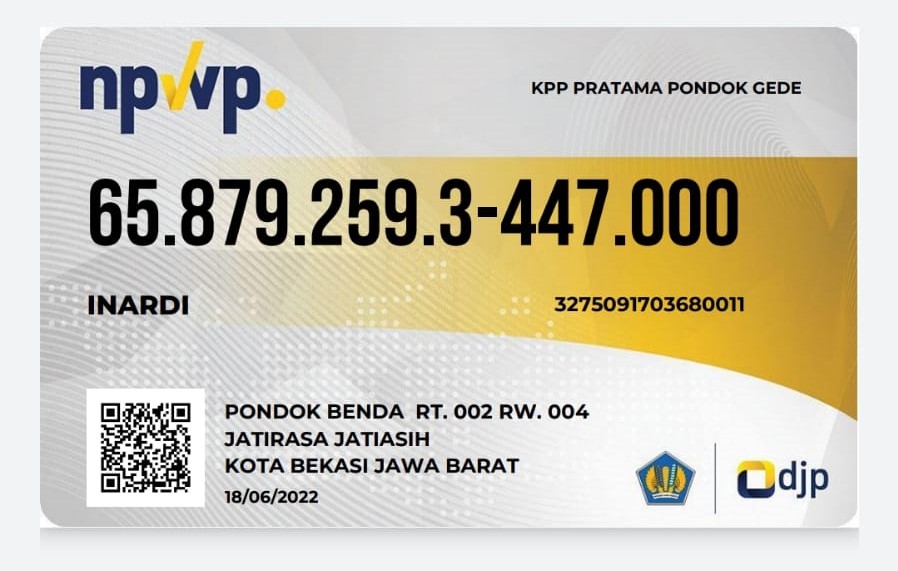 npwp.
KPP PRATAMA PONDOK GEDE
65.879.259.3-447.000
INARDI
3275091703680011
PONDOK BENDA RT. 002 RW. 004
JATIRASA JATIASIH
KOTA BEKASI JAWA BARAT
18/06/2022
djp